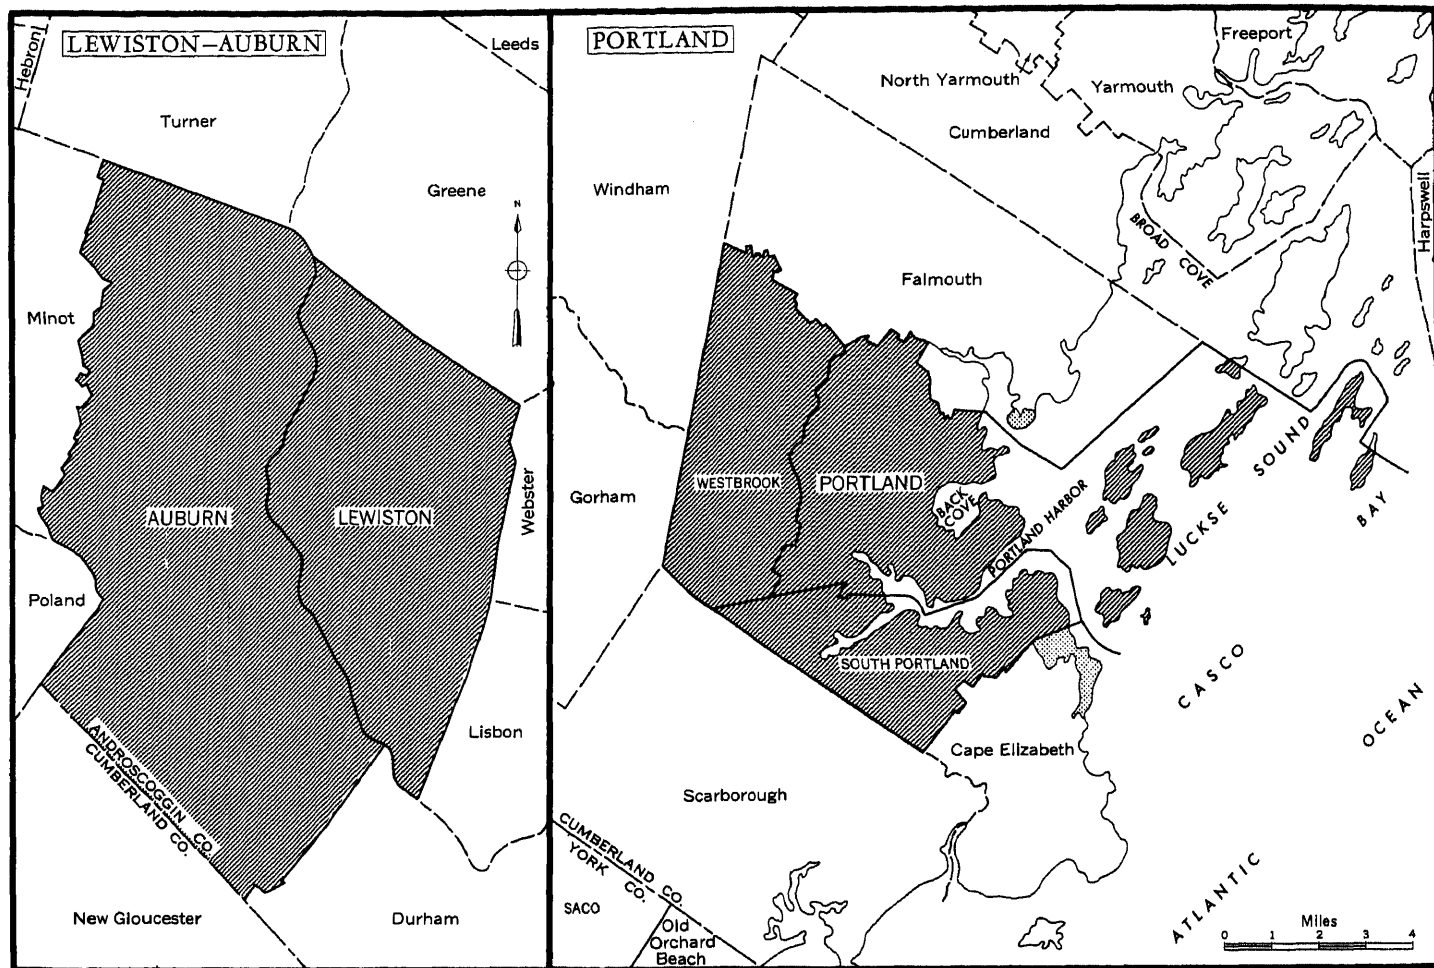 LEWISTON–AUBURN
Hebron
Leeds
Turner
Greene
N
Minot
AUBURN
LEWISTON
Webster
Poland
Lisbon
ANDROSCOGGIN CO.
CUMBERLAND CO.
New Gloucester
Durham
PORTLAND
Freeport
North Yarmouth
Yarmouth
Cumberland
Windham
Harpswell
BROAD COVE
Falmouth
WESTBROOK
PORTLAND
Gorham
BACK
COVE
PORTLAND HARBOR
LUCKSE SOUND
BAY
SOUTH PORTLAND
CASCO
OCEAN
Cape Elizabeth
Scarborough
CUMBERLAND CO.
YORK CO.
SACO
Old
Orchard
Beach
ATLANTIC
Miles
0 1 2 3 4